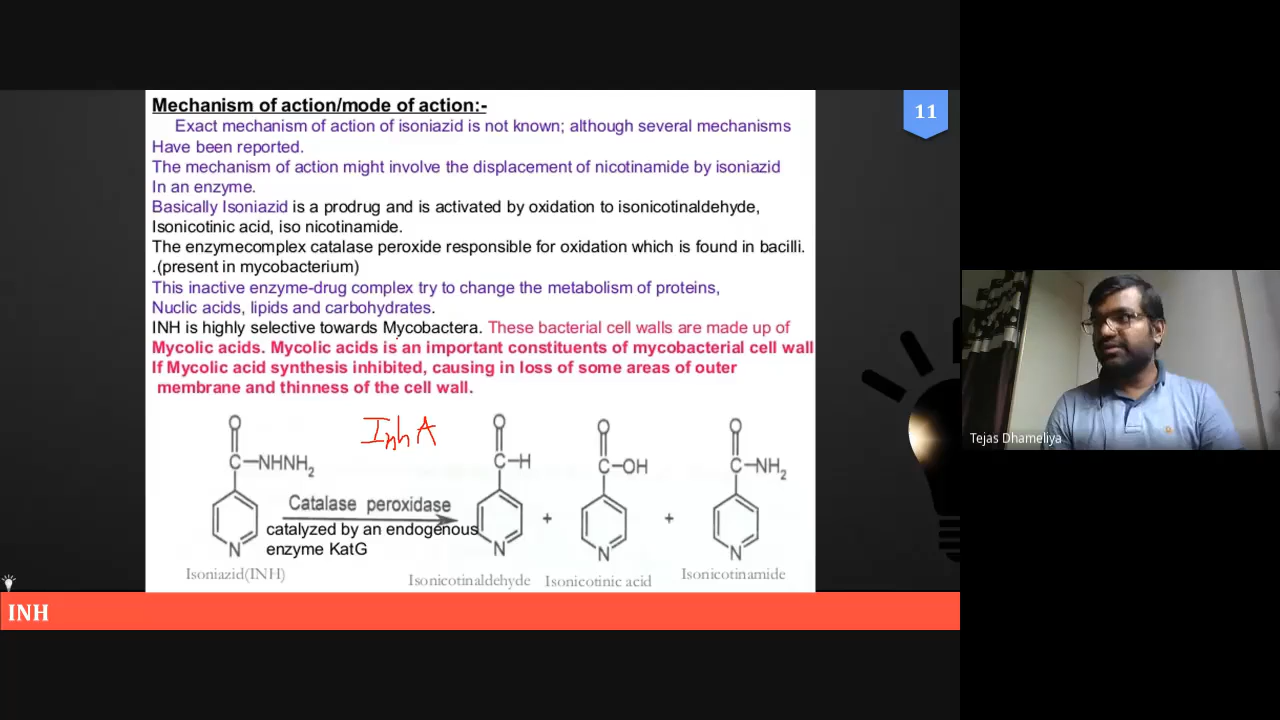 Mechanism of action/mode of action:-
11
Exact mechanism of action of isoniazid is not known; although several mechanisms
Have been reported.
The mechanism of action might involve the displacement of nicotinamide by isoniazid
In an enzyme.
Basically Isoniazid is a prodrug and is activated by oxidation to isonicotinaldehyde,
Isonicotinic acid, iso nicotinamide.
The enzymecomplex catalase peroxide responsible for oxidation which is found in bacilli.
.(present in mycobacterium)
This inactive enzyme-drug complex try to change the metabolism of proteins,
Nuclic acids, lipids and carbohydrates.
INH is highly selective towards Mycobactera. These bacterial cell walls are made up of
Mycolic acids. Mycolic acids is an important constituents of mycobacterial cell wall
If Mycolic acid synthesis inhibited, causing in loss of some areas of outer
membrane and thinness of the cell wall.
InhA
O O O O
C-NHNH₂ C-H C-OH C-NH₂
Catalase peroxidase
catalyzed by an endogenous
enzyme KatG
+ +
N N N N
Isoniazid(INH) Isonicotinaldehyde Isonicotinic acid Isonicotinamide
INH
Tejas Dhameliya